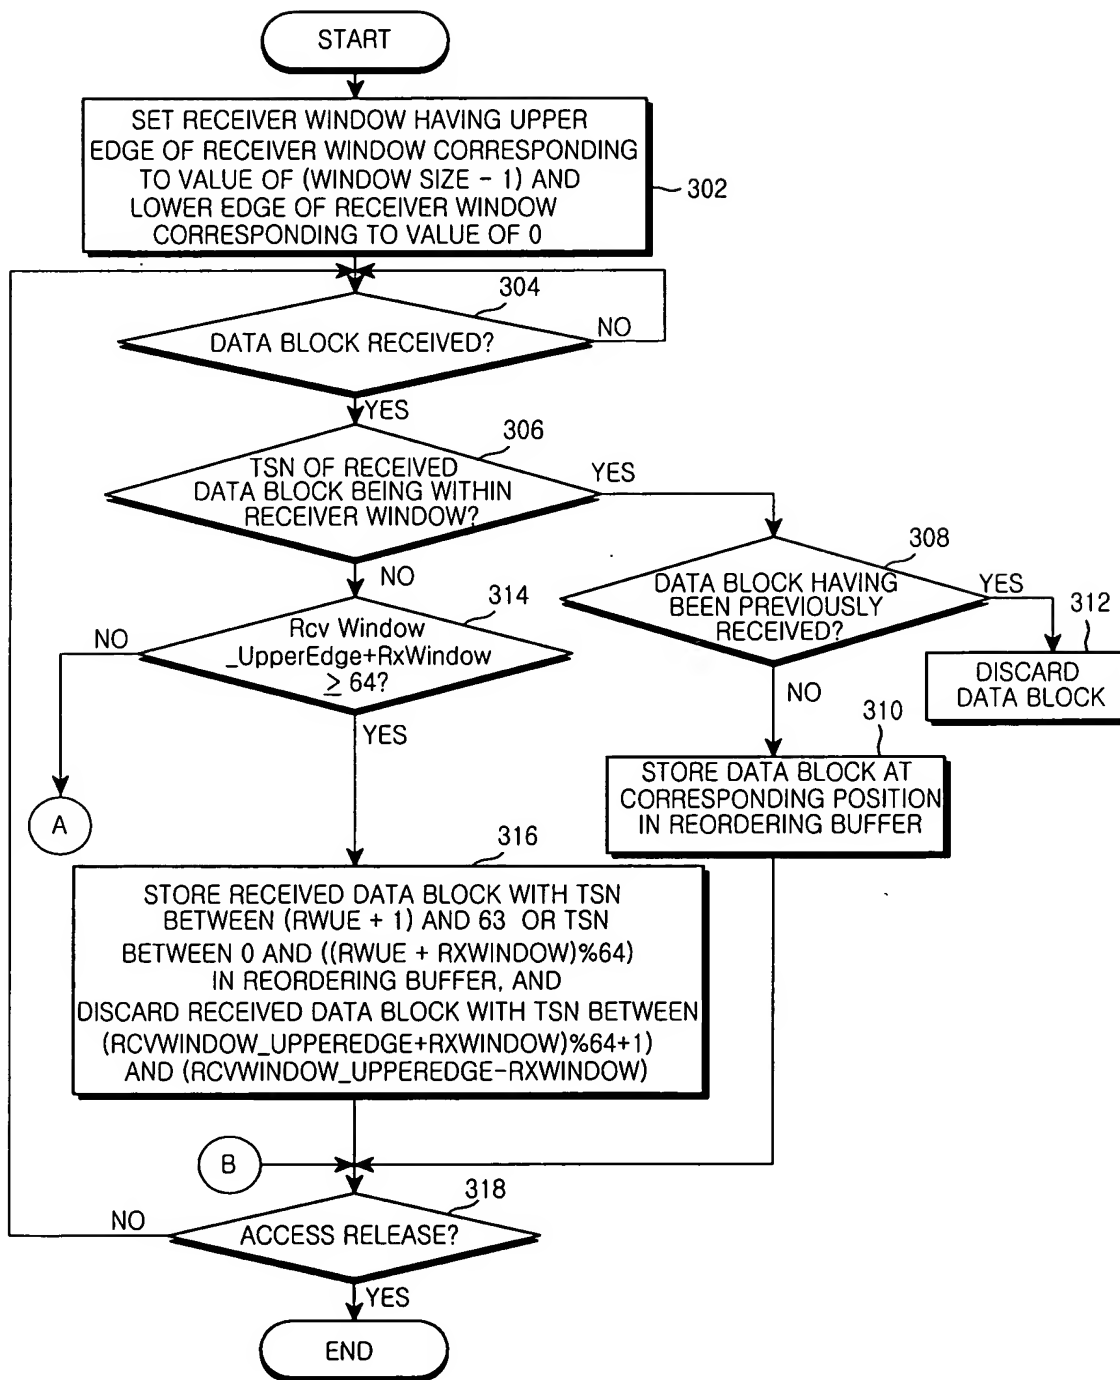 START
SET RECEIVER WINDOW HAVING UPPER
EDGE OF RECEIVER WINDOW CORRESPONDING
TO VALUE OF (WINDOW SIZE - 1) AND
LOWER EDGE OF RECEIVER WINDOW
CORRESPONDING TO VALUE OF 0
302
304
DATA BLOCK RECEIVED?
NO
YES
306
TSN OF RECEIVED
DATA BLOCK BEING WITHIN
RECEIVER WINDOW?
YES
NO
308
DATA BLOCK HAVING
BEEN PREVIOUSLY
RECEIVED?
YES
NO
312
DISCARD
DATA BLOCK
314
Rcv Window
_UpperEdge+RxWindow
≥ 64?
NO
YES
A
310
STORE DATA BLOCK AT
CORRESPONDING POSITION
IN REORDERING BUFFER
316
STORE RECEIVED DATA BLOCK WITH TSN
BETWEEN (RWUE + 1) AND 63 OR TSN
BETWEEN 0 AND ((RWUE + RXWINDOW)%64)
IN REORDERING BUFFER, AND
DISCARD RECEIVED DATA BLOCK WITH TSN BETWEEN
(RCVWINDOW_UPPEREDGE+RXWINDOW)%64+1)
AND (RCVWINDOW_UPPEREDGE-RXWINDOW)
B
318
ACCESS RELEASE?
NO
YES
END